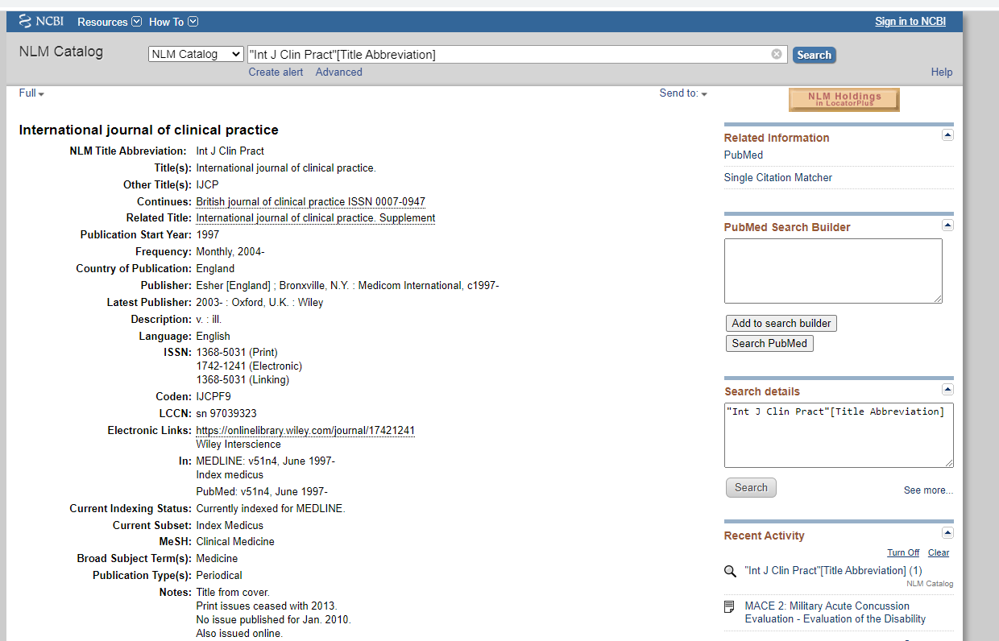 NCBI Resources How To Sign in to NCBI
NLM Catalog NLM Catalog "Int J Clin Pract"[Title Abbreviation] Search
Create alert Advanced Help
Full Send to:
NLM Holdings
in LocatorPlus
International journal of clinical practice
NLM Title Abbreviation: Int J Clin Pract
Title(s): International journal of clinical practice.
Other Title(s): IJCP
Continues: British journal of clinical practice ISSN 0007-0947
Related Title: International journal of clinical practice. Supplement
Publication Start Year: 1997
Frequency: Monthly, 2004-
Country of Publication: England
Publisher: Esher [England] ; Bronxville, N.Y. : Medicom International, c1997-
Latest Publisher: 2003- : Oxford, U.K. : Wiley
Description: v. : ill.
Language: English
ISSN: 1368-5031 (Print)
1742-1241 (Electronic)
1368-5031 (Linking)
Coden: IJCPF9
LCCN: sn 97039323
Electronic Links: https://onlinelibrary.wiley.com/journal/17421241
Wiley Interscience
In: MEDLINE: v51n4, June 1997-
Index medicus
PubMed: v51n4, June 1997-
Current Indexing Status: Currently indexed for MEDLINE.
Current Subset: Index Medicus
MeSH: Clinical Medicine
Broad Subject Term(s): Medicine
Publication Type(s): Periodical
Notes: Title from cover.
Print issues ceased with 2013.
No issue published for Jan. 2010.
Also issued online.
Related Information
PubMed
Single Citation Matcher
PubMed Search Builder
Add to search builder
Search PubMed
Search details
"Int J Clin Pract"[Title Abbreviation]
Search See more...
Recent Activity
Turn Off Clear
"Int J Clin Pract"[Title Abbreviation] (1)
NLM Catalog
MACE 2: Military Acute Concussion
Evaluation - Evaluation of the Disability